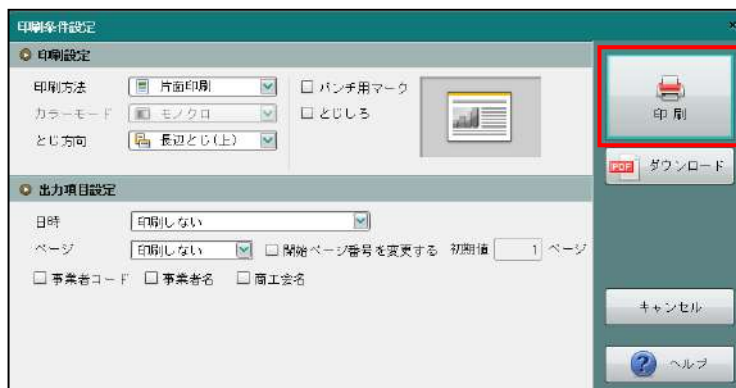 印刷条件設定
×
印刷設定
印刷方法 片面印刷 パンチ用マーク
カラーモード モノクロ とじしろ
とじ方向 長辺とじ(上)
印刷
PDF ダウンロード
出力項目設定
日時 印刷しない
ページ 印刷しない 開始ページ番号を変更する 初期値 1 ページ
事業者コード 事業者名 商工会名
キャンセル
? ヘルプ